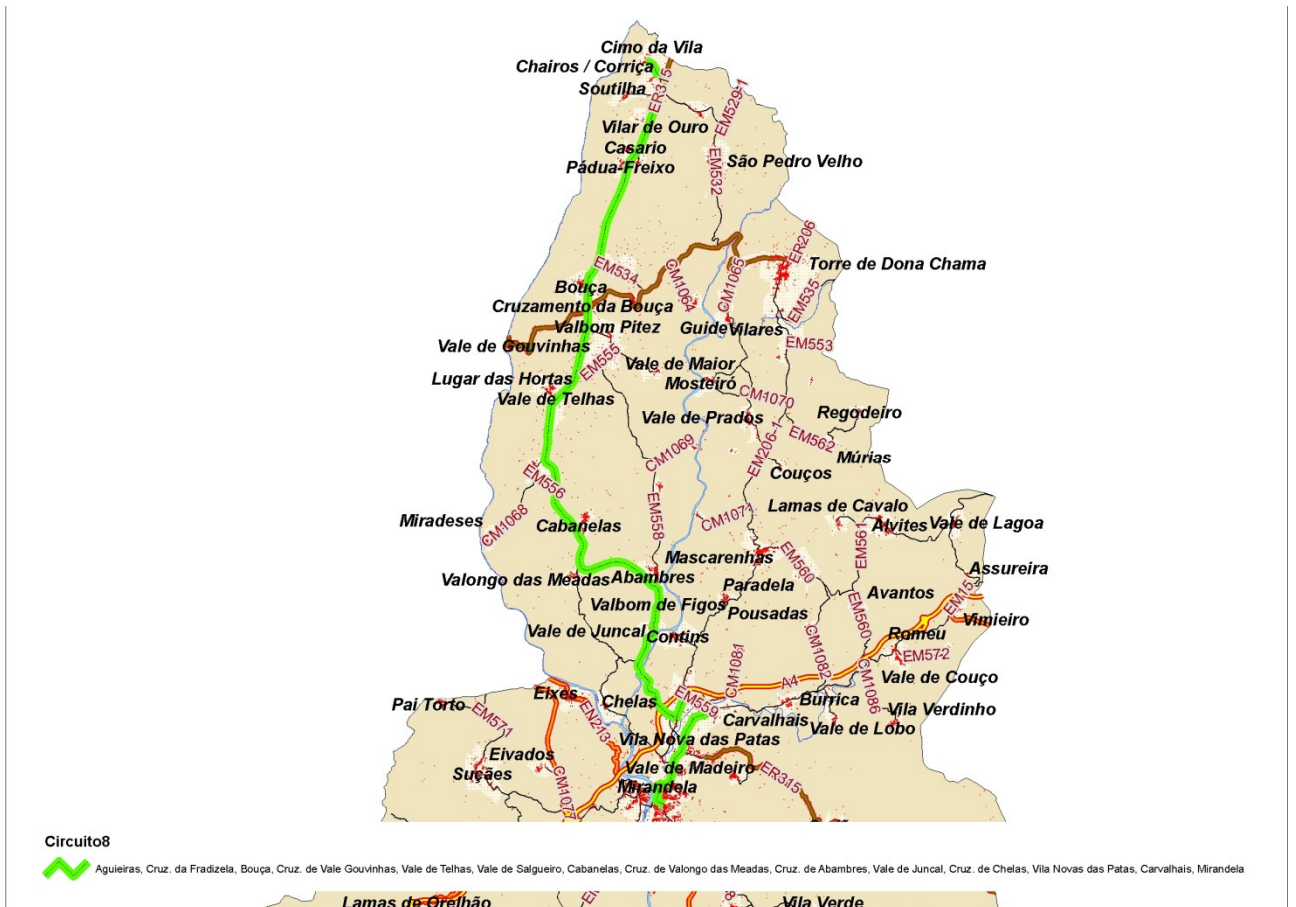 Cimo da Vila
Chairos / Corriça
Soutilha
ER315
EM529-1
Vilar de Ouro
Casario
Pádua-Freixo
EM532
São Pedro Velho
ER206
Torre de Dona Chama
EM534
CM1064
CM1065
Bouça
EM535
Cruzamento da Bouça
Valbom Pitez
Guide
Vilares
Vale de Gouvinhas
EM555
EM553
Vale de Maior
Lugar das Hortas
Mosteiró
Vale de Telhas
CM1070
Vale de Prados
Regodeiro
EM206-1
EM562
CM1069
Múrias
Couços
EM556
CM1068
Miradeses
Cabanelas
EM558
CM1071
Lamas de Cavalo
EM561
Alvites
Vale de Lagoa
Mascarenhas
EM560
Valongo das Meadas
Abambres
Paradela
Assureira
Avantos
EM15
Valbom de Figos
Pousadas
EM560
Vimieiro
Vale de Juncal
Contins
Romeu
EM572
CM1081
CM1082
CM1086
A4
Vale de Couço
Eixes
Chelas
EM559
Burrica
Vila Verdinho
Pai Torto
EM571
EN213
Carvalhais
Vale de Lobo
Vila Nova das Patas
Eivados
Suçães
CM1077
Vale de Madeiro
ER315
Mirandela
Circuito8
Aguieiras, Cruz. da Fradizela, Bouça, Cruz. de Vale Gouvinhas, Vale de Telhas, Vale de Salgueiro, Cabanelas, Cruz. de Valongo das Meadas, Cruz. de Abambres, Vale de Juncal, Cruz. de Chelas, Vila Novas das Patas, Carvalhais, Mirandela
Lamas de Orelhão
Vila Verde